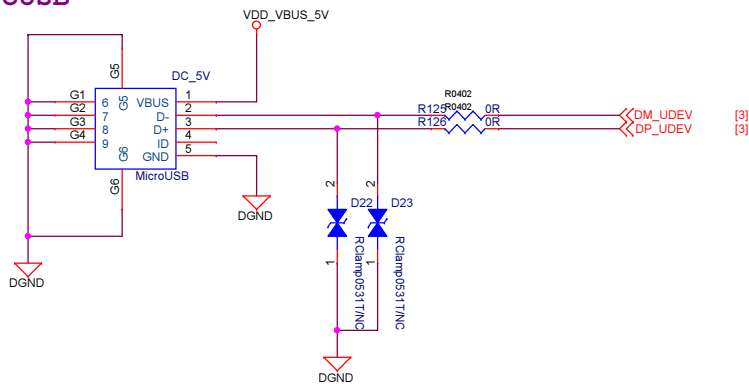 VDD_VBUS_5V
G5
DC_5V
G1 6 G5 VBUS 1
G2 7 D- 2
G3 8 D+ 3
G4 9 ID 4
G6 GND 5
MicroUSB
G6
DGND
DGND
R0402
R125 R0402 0R
R126 0R
DM_UDEV [3]
DP_UDEV [3]
2 D22 2 D23
1 RClamp0531T/NC
1 RClamp0531T/NC
DGND